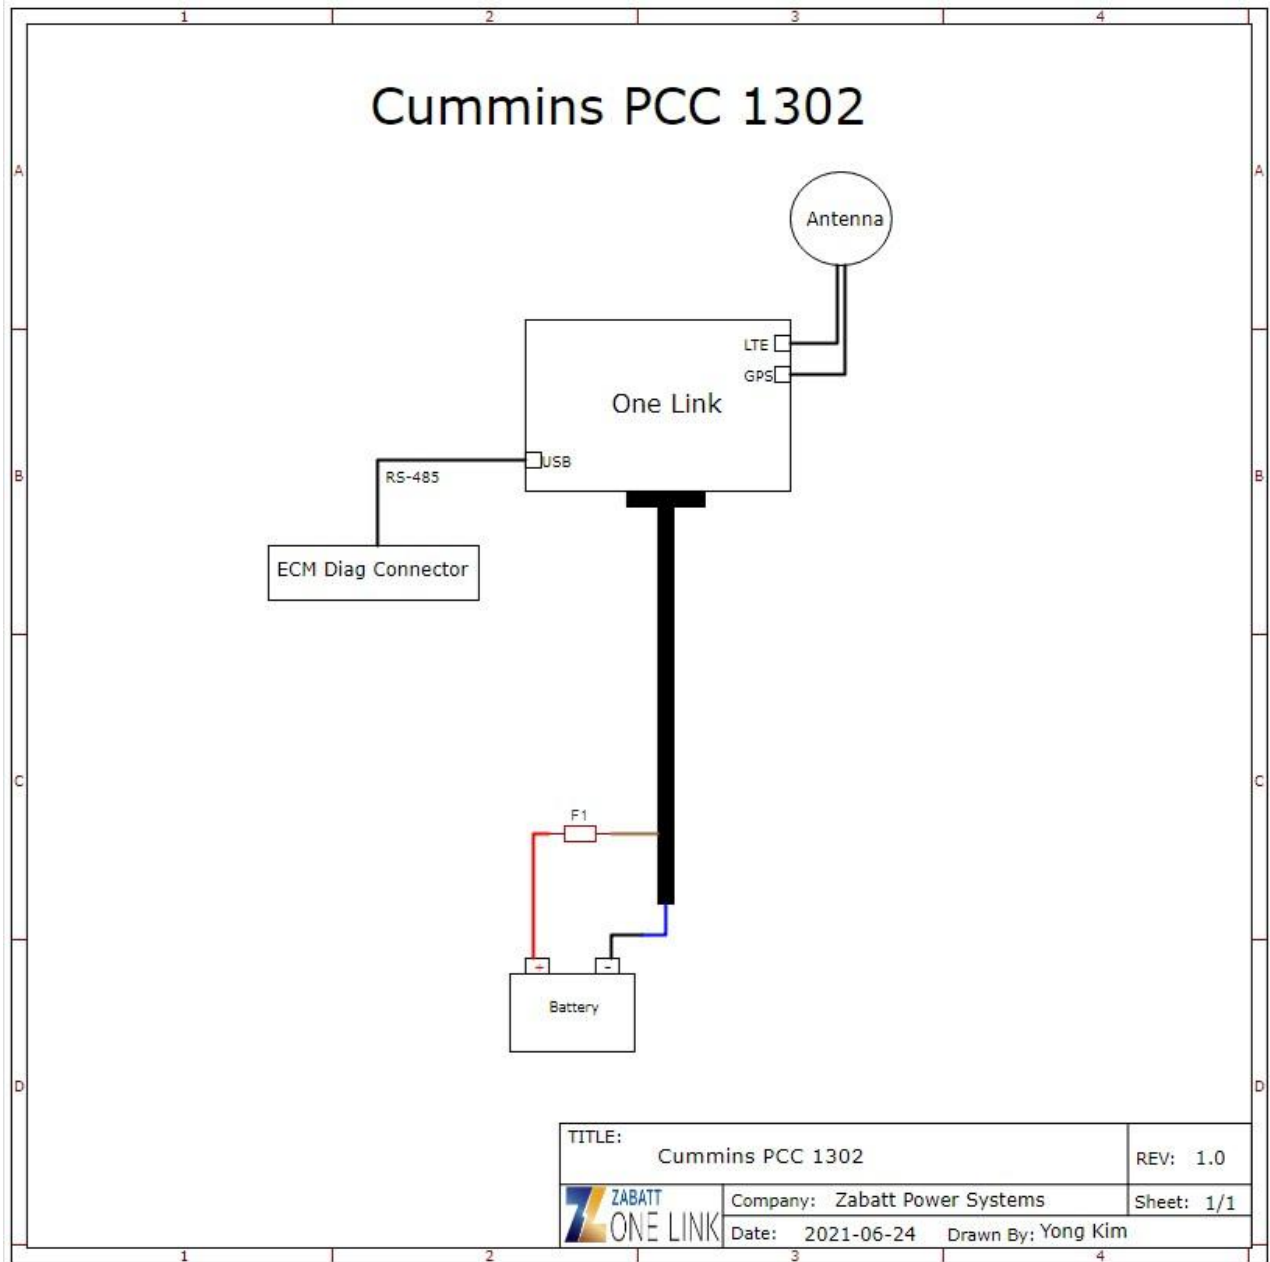 1 2 3 4
Cummins PCC 1302
A A
Antenna
LTE
GPS
One Link
USB
B B
RS-485
ECM Diag Connector
C C
F1
+ -
Battery
D D
TITLE:
Cummins PCC 1302
REV: 1.0
ZABATT
ONE LINK
Company: Zabatt Power Systems
Sheet: 1/1
Date: 2021-06-24 Drawn By: Yong Kim
1 2 3 4